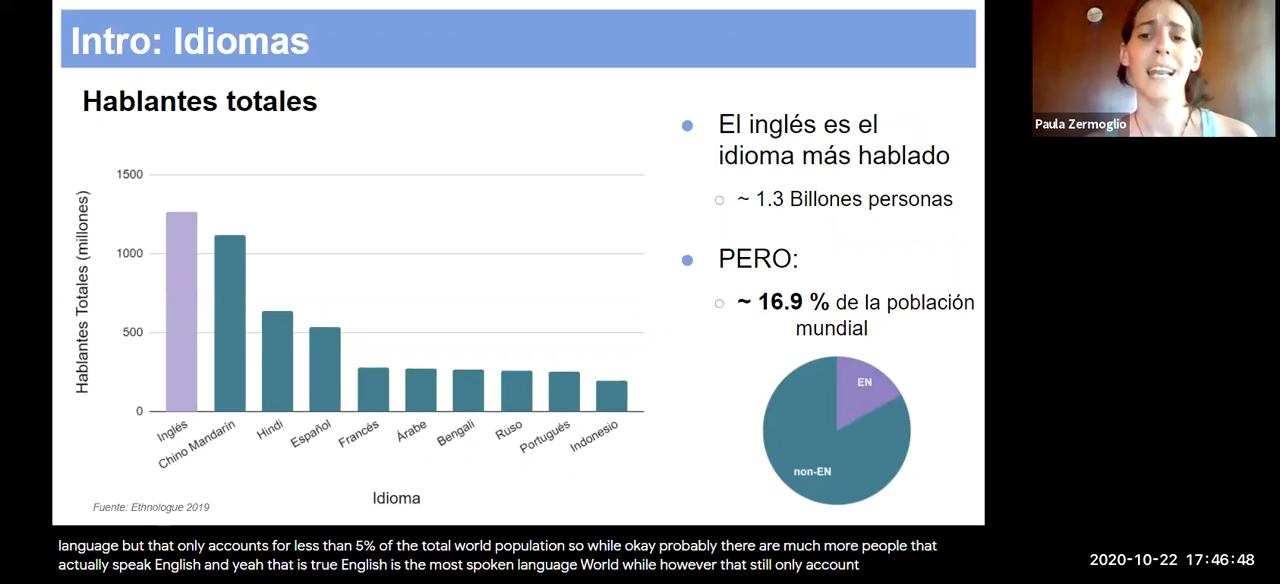 Intro: Idiomas
Hablantes totales
Hablantes Totales (millones)
1500
1000
500
0
Inglés
Chino Mandarín
Hindi
Español
Francés
Árabe
Bengali
Ruso
Portugués
Indonesio
Idioma
Fuente: Ethnologue 2019
El inglés es el
idioma más hablado
~ 1.3 Billones personas
PERO:
~ 16.9 % de la población
mundial
EN
non-EN
Paula Zermoglio
language but that only accounts for less than 5% of the total world population so while okay probably there are much more people that
actually speak English and yeah that is true English is the most spoken language World while however that still only account
2020-10-22 17:46:48